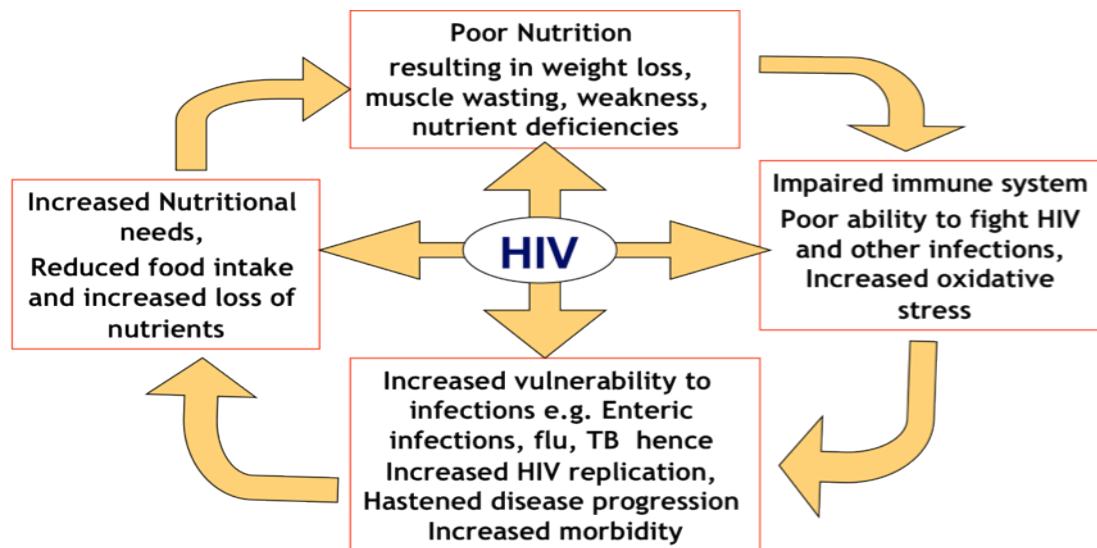 Poor Nutrition
resulting in weight loss,
muscle wasting, weakness,
nutrient deficiencies
Impaired immune system
Poor ability to fight HIV
and other infections,
Increased oxidative
stress
Increased vulnerability to
infections e.g. Enteric
infections, flu, TB hence
Increased HIV replication,
Hastened disease progression
Increased morbidity
Increased Nutritional
needs,
Reduced food intake
and increased loss of
nutrients
HIV